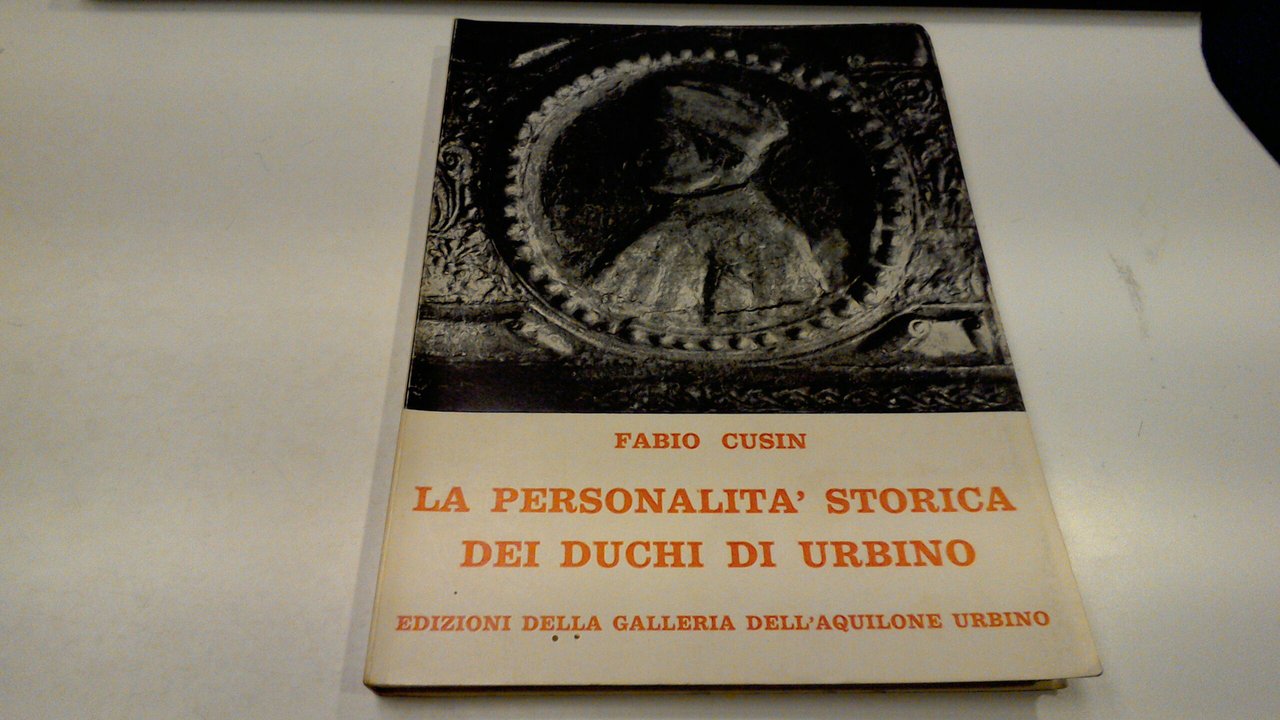 FABIO CUSIN
LA PERSONALITA' STORICA
DEI DUCHI DI URBINO
EDIZIONI DELLA GALLERIA DELL'AQUILONE URBINO